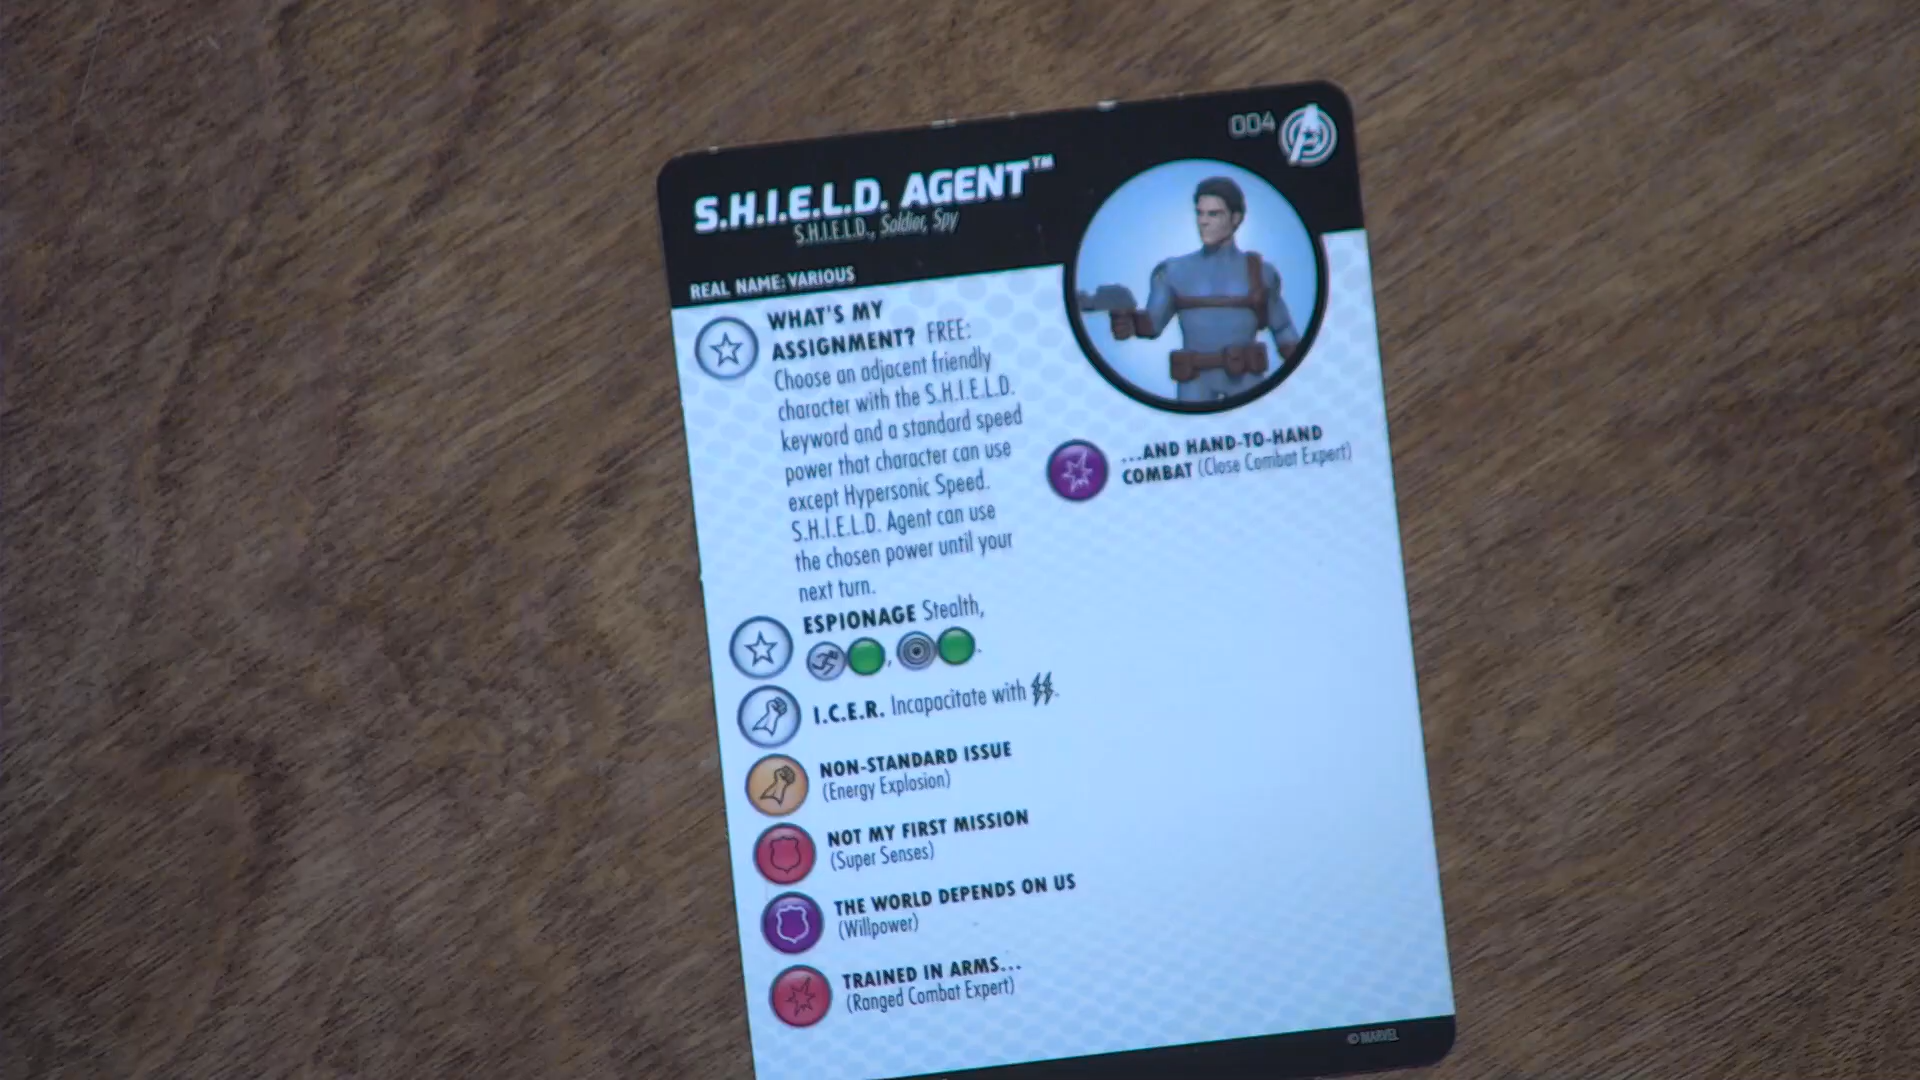 004
S.H.I.E.L.D. AGENT™
S.H.I.E.L.D., Soldier, Spy
REAL NAME: VARIOUS
WHAT'S MY
ASSIGNMENT? FREE:
Choose an adjacent friendly
character with the S.H.I.E.L.D.
keyword and a standard speed
power that character can use
except Hypersonic Speed.
S.H.I.E.L.D. Agent can use
the chosen power until your
next turn.
ESPIONAGE Stealth,
, .
I.C.E.R. Incapacitate with .
NON-STANDARD ISSUE
(Energy Explosion)
NOT MY FIRST MISSION
(Super Senses)
THE WORLD DEPENDS ON US
(Willpower)
TRAINED IN ARMS...
(Ranged Combat Expert)
...AND HAND-TO-HAND
COMBAT (Close Combat Expert)
© MARVEL